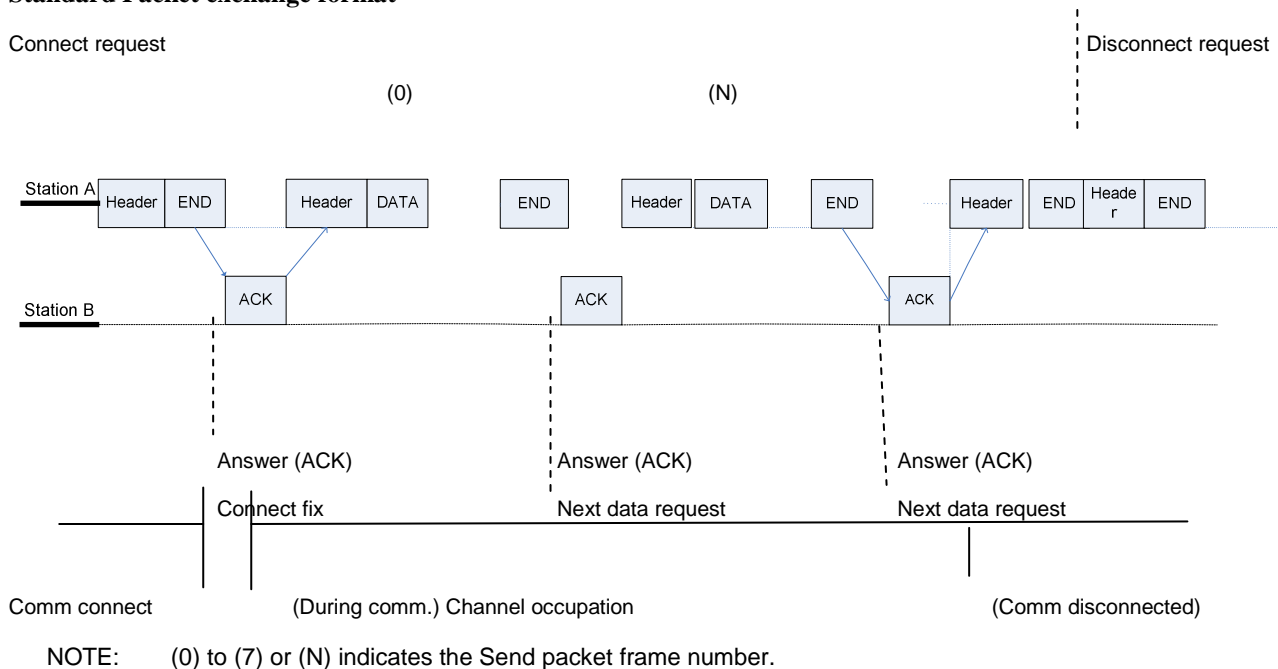 Standard Packet exchange format
Connect request
Disconnect request
(0) (N)
Station A Header END Header DATA END Header DATA END Header END Heade
r END
Station B ACK ACK ACK
Answer (ACK) Answer (ACK) Answer (ACK)
Connect fix Next data request Next data request
Comm connect (During comm.) Channel occupation (Comm disconnected)
NOTE: (0) to (7) or (N) indicates the Send packet frame number.